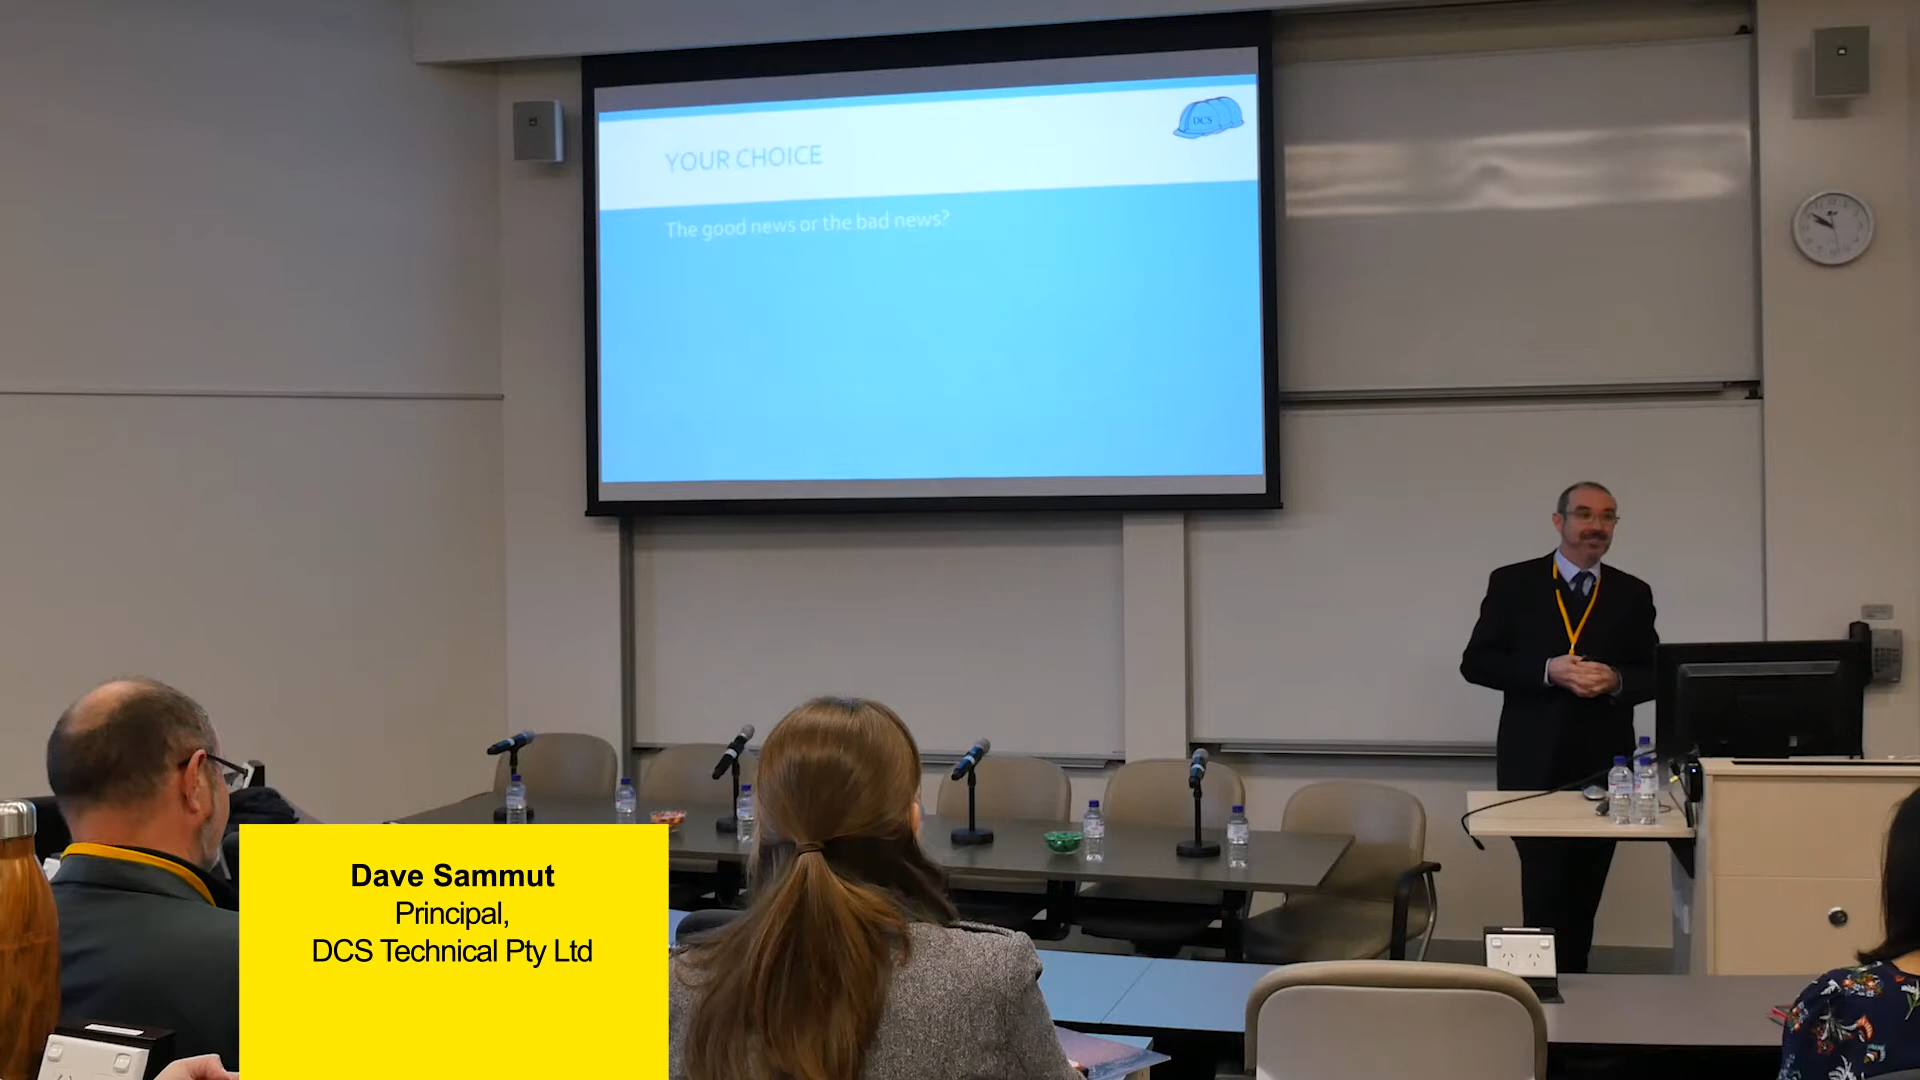 YOUR CHOICE
DCS
The good news or the bad news?
Dave Sammut
Principal,
DCS Technical Pty Ltd